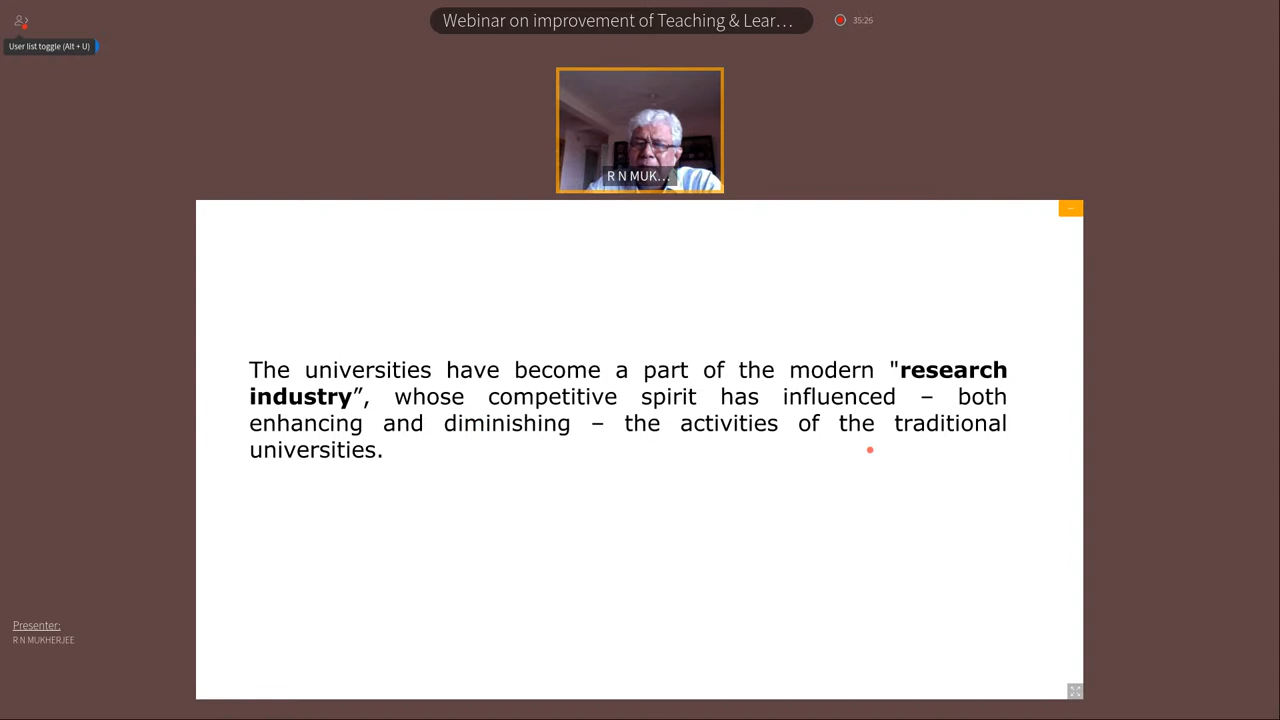 Webinar on improvement of Teaching & Lear…
35:26
User list toggle (Alt + U)
R N MUK…
The universities have become a part of the modern "research
industry”, whose competitive spirit has influenced – both
enhancing and diminishing – the activities of the traditional
universities.
Presenter:
R N MUKHERJEE